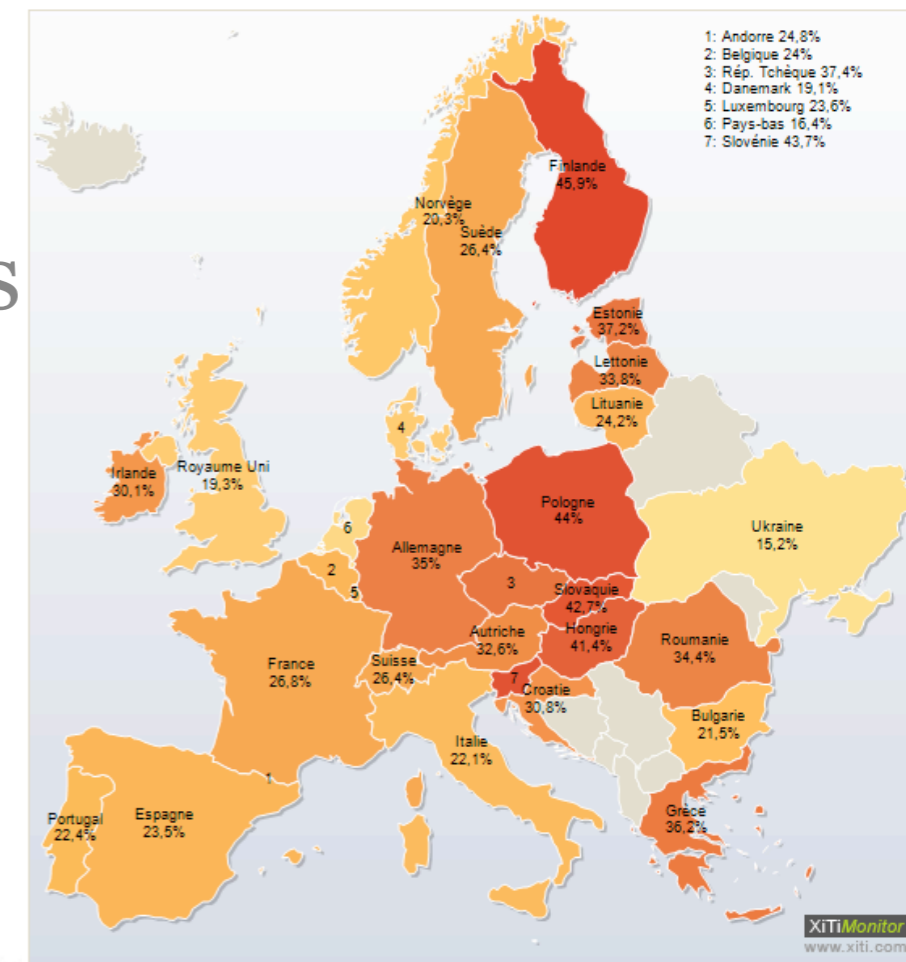 1: Andorre 24,8%
2: Belgique 24%
3: Rép. Tchèque 37,4%
4: Danemark 19,1%
5: Luxembourg 23,6%
6: Pays-bas 16,4%
7: Slovénie 43,7%
Finlande
45,9%
Norvège
20,3%
Suède
26,4%
s
Estonie
37,2%
Lettonie
33,8%
Lituanie
24,2%
4
Irlande
30,1%
Royaume Uni
19,3%
Pologne
44%
6
Ukraine
15,2%
Allemagne
35%
2
3
5
Slovaquie
42,7%
Autriche
32,6%
Hongrie
41,4%
Roumanie
34,4%
France
26,8%
Suisse
26,4%
7
Croatie
30,8%
Bulgarie
21,5%
Italie
22,1%
1
Portugal
22,4%
Espagne
23,5%
Grèce
36,2%
XiTiMonitor
www.xiti.com